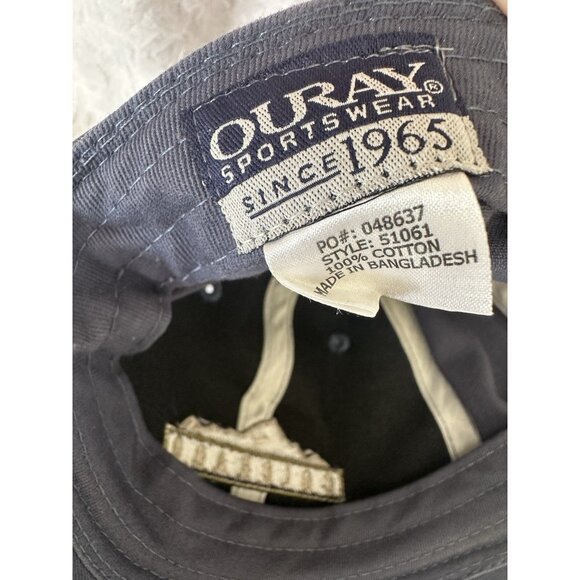 OURAY®
SPORTSWEAR
SINCE 1965
PO#: 048637
STYLE: 51061
100% COTTON
MADE IN BANGLADESH